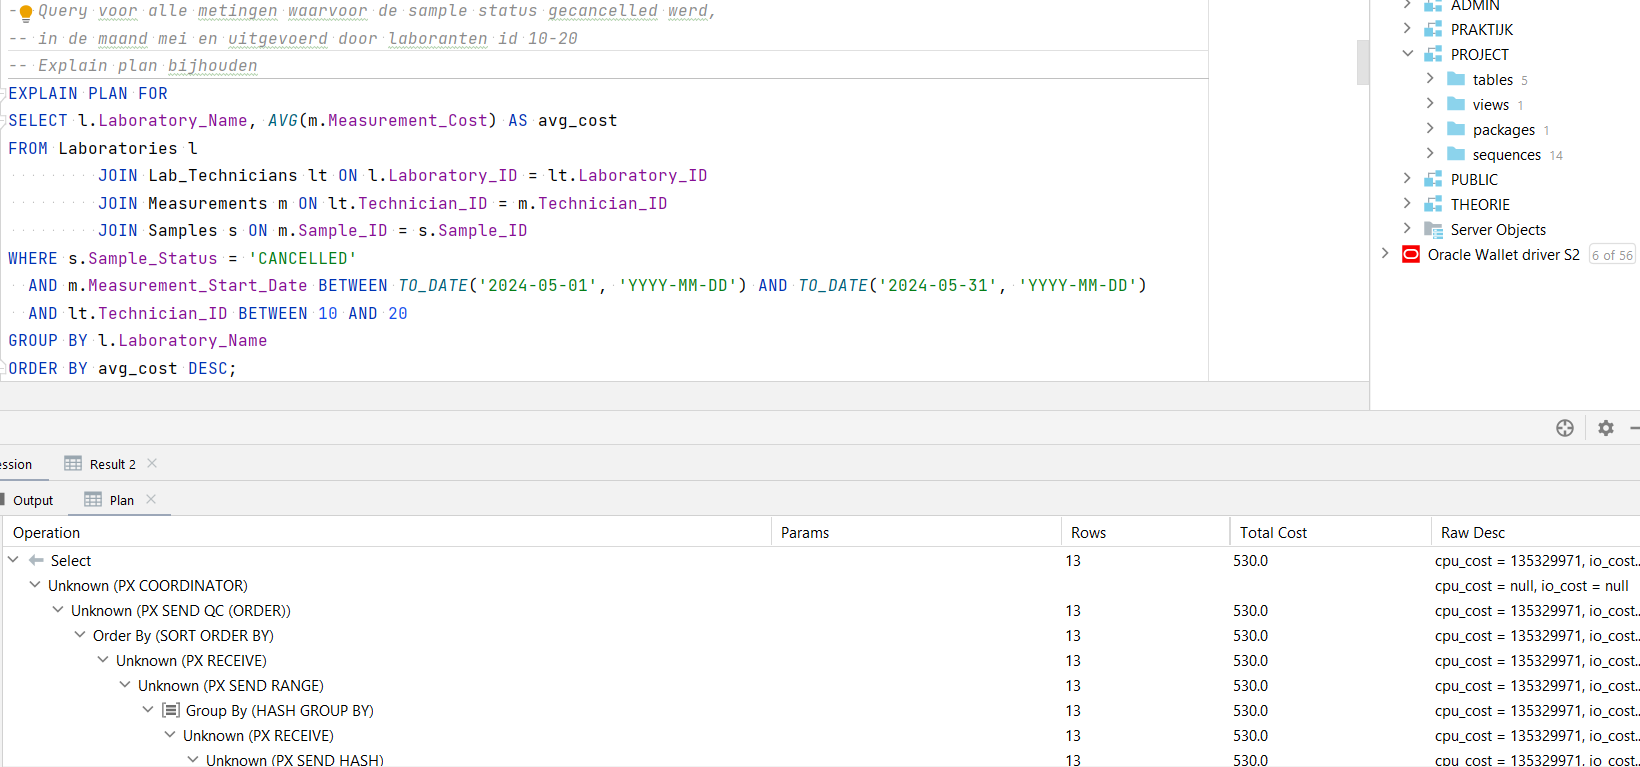 -- Query voor alle metingen waarvoor de sample status gecancelled werd,
-- in de maand mei en uitgevoerd door laboranten id 10-20
-- Explain plan bijhouden
EXPLAIN PLAN FOR
SELECT l.Laboratory_Name, AVG(m.Measurement_Cost) AS avg_cost
FROM Laboratories l
JOIN Lab_Technicians lt ON l.Laboratory_ID = lt.Laboratory_ID
JOIN Measurements m ON lt.Technician_ID = m.Technician_ID
JOIN Samples s ON m.Sample_ID = s.Sample_ID
WHERE s.Sample_Status = 'CANCELLED'
AND m.Measurement_Start_Date BETWEEN TO_DATE('2024-05-01', 'YYYY-MM-DD') AND TO_DATE('2024-05-31', 'YYYY-MM-DD')
AND lt.Technician_ID BETWEEN 10 AND 20
GROUP BY l.Laboratory_Name
ORDER BY avg_cost DESC;
ADMIN
PRAKTIJK
PROJECT
tables 5
views 1
packages 1
sequences 14
PUBLIC
THEORIE
Server Objects
Oracle Wallet driver S2 6 of 56
ession Result 2
Output Plan
Operation Params Rows Total Cost Raw Desc
Select 13 530.0 cpu_cost = 135329971, io_cost..
Unknown (PX COORDINATOR) cpu_cost = null, io_cost = null
Unknown (PX SEND QC (ORDER)) 13 530.0 cpu_cost = 135329971, io_cost..
Order By (SORT ORDER BY) 13 530.0 cpu_cost = 135329971, io_cost..
Unknown (PX RECEIVE) 13 530.0 cpu_cost = 135329971, io_cost..
Unknown (PX SEND RANGE) 13 530.0 cpu_cost = 135329971, io_cost..
Group By (HASH GROUP BY) 13 530.0 cpu_cost = 135329971, io_cost..
Unknown (PX RECEIVE) 13 530.0 cpu_cost = 135329971, io_cost..
Unknown (PX SEND HASH) 13 530.0 cpu_cost = 135329971, io_cost..